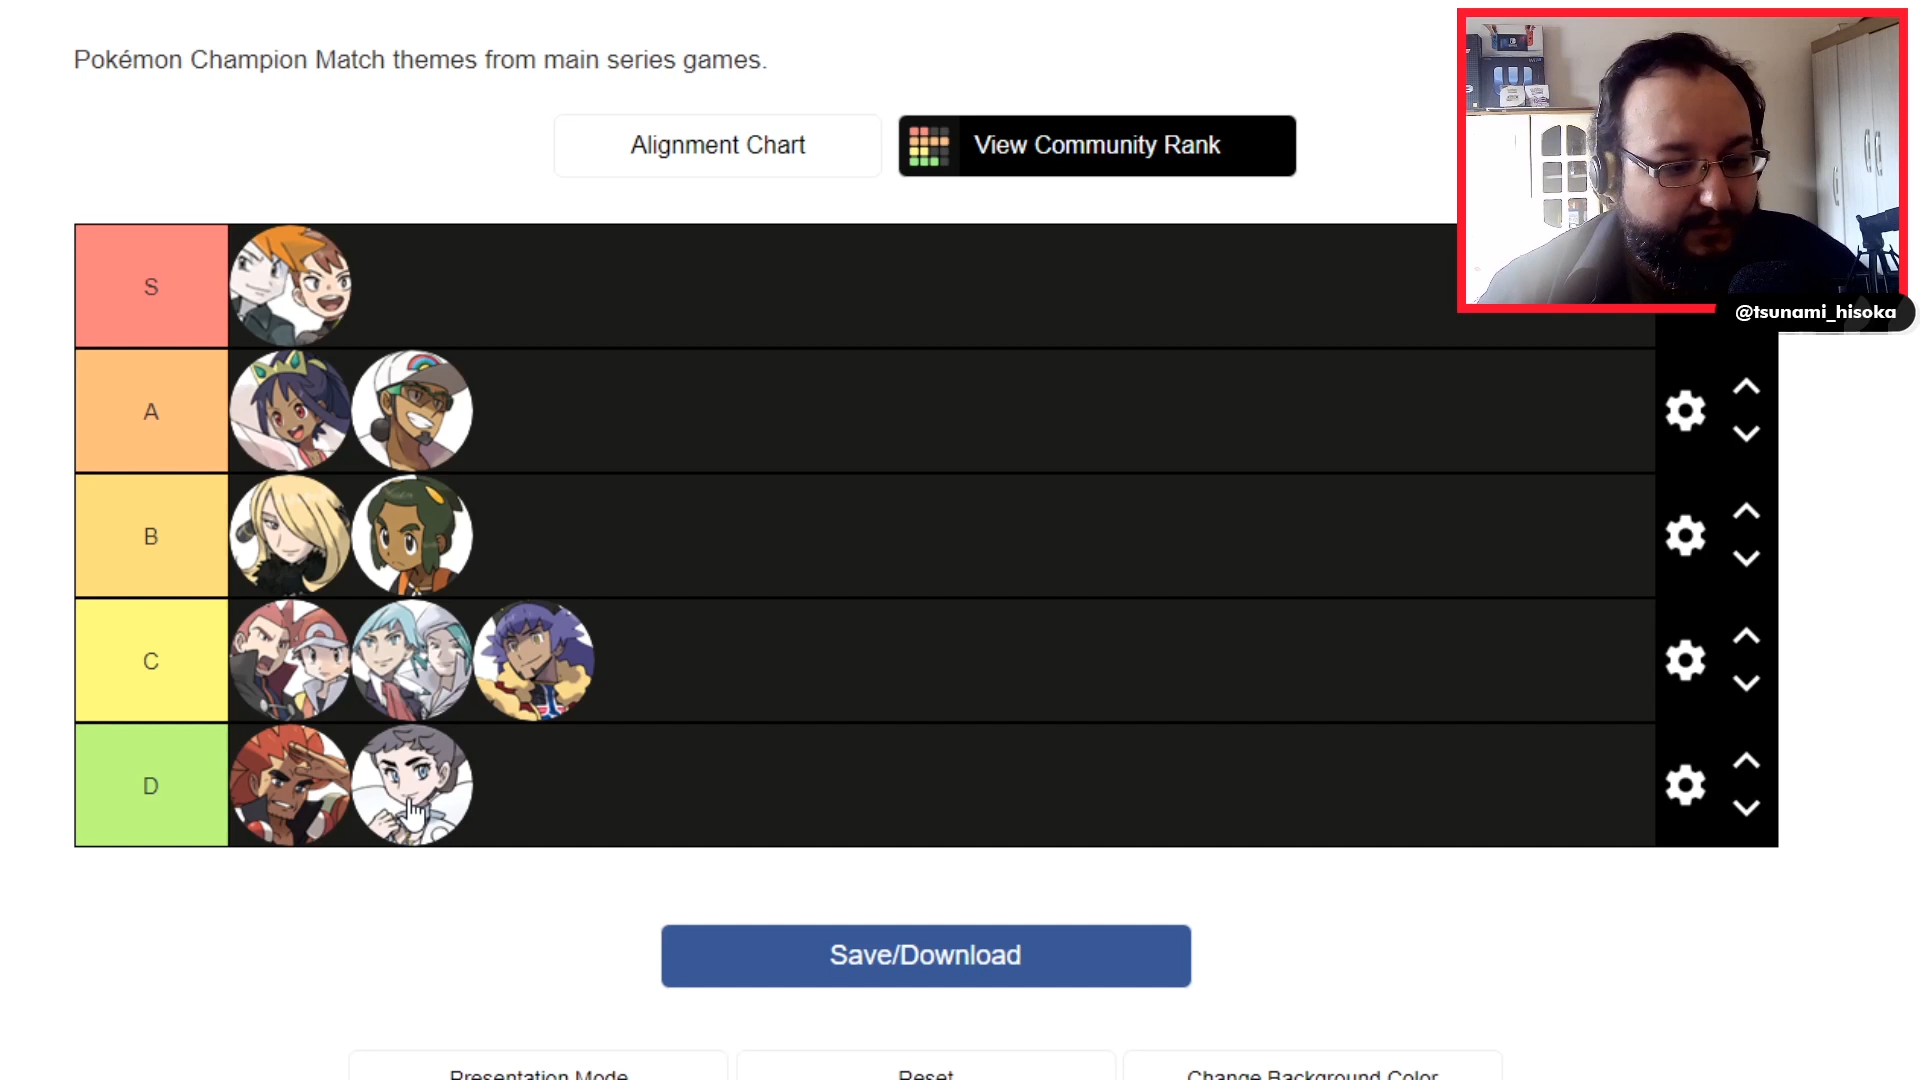 Pokémon Champion Match themes from main series games.
Alignment Chart
View Community Rank
@tsunami_hisoka
S
A
B
C
D
Save/Download
Presentation Mode
Reset
Change Background Color